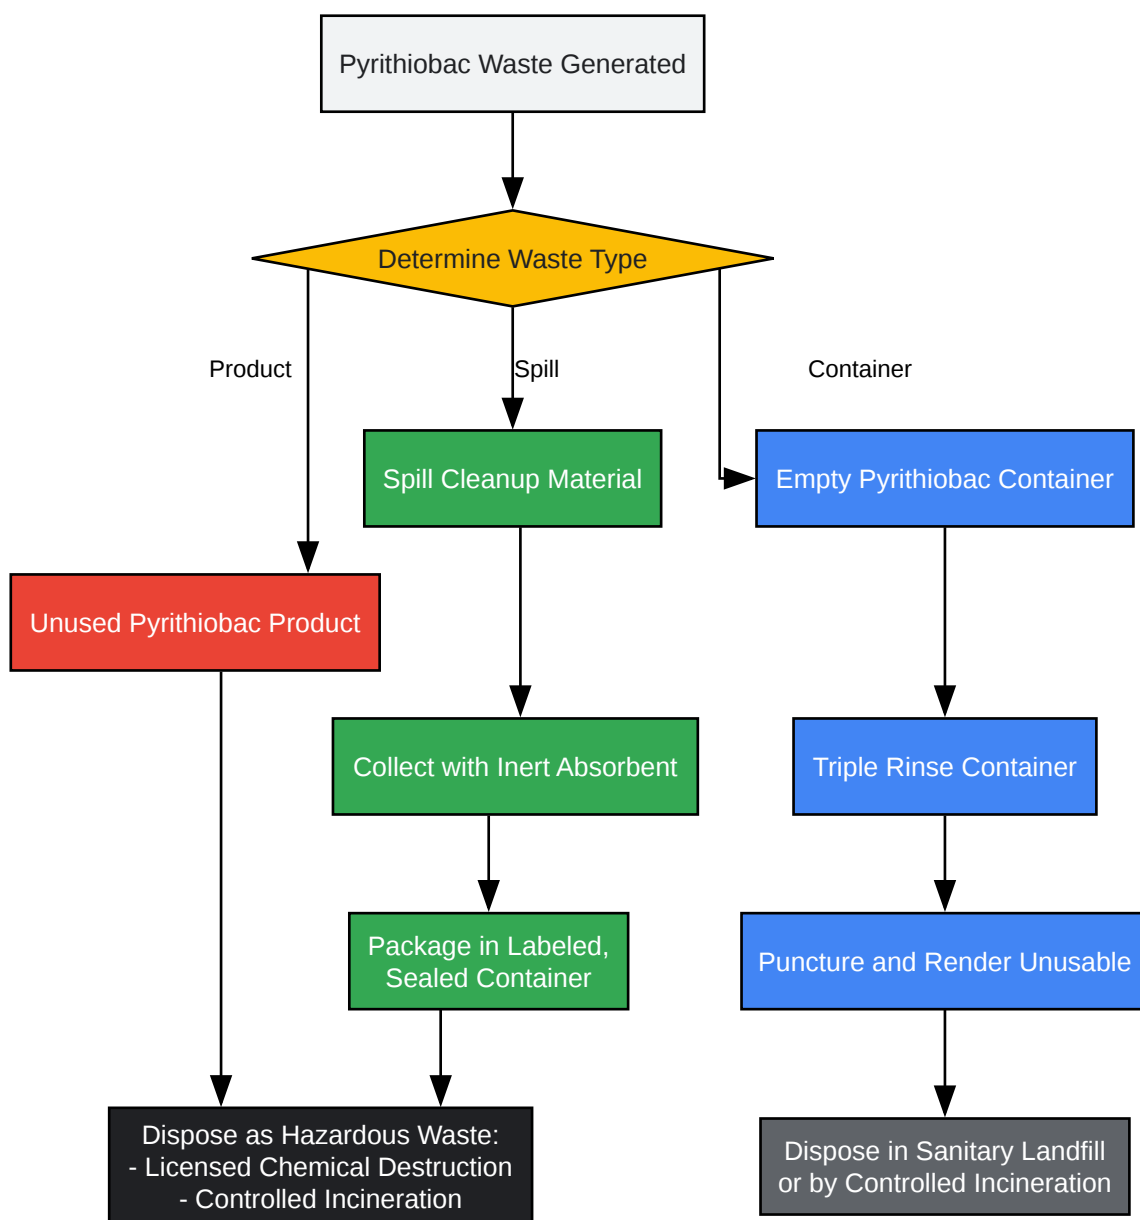 Pyrithiobac Waste Generated
Determine Waste Type
Product
Spill
Container
Spill Cleanup Material
Empty Pyrithiobac Container
Unused Pyrithiobac Product
Collect with Inert Absorbent
Triple Rinse Container
Package in Labeled,
Sealed Container
Puncture and Render Unusable
Dispose as Hazardous Waste:
- Licensed Chemical Destruction
- Controlled Incineration
Dispose in Sanitary Landfill
or by Controlled Incineration